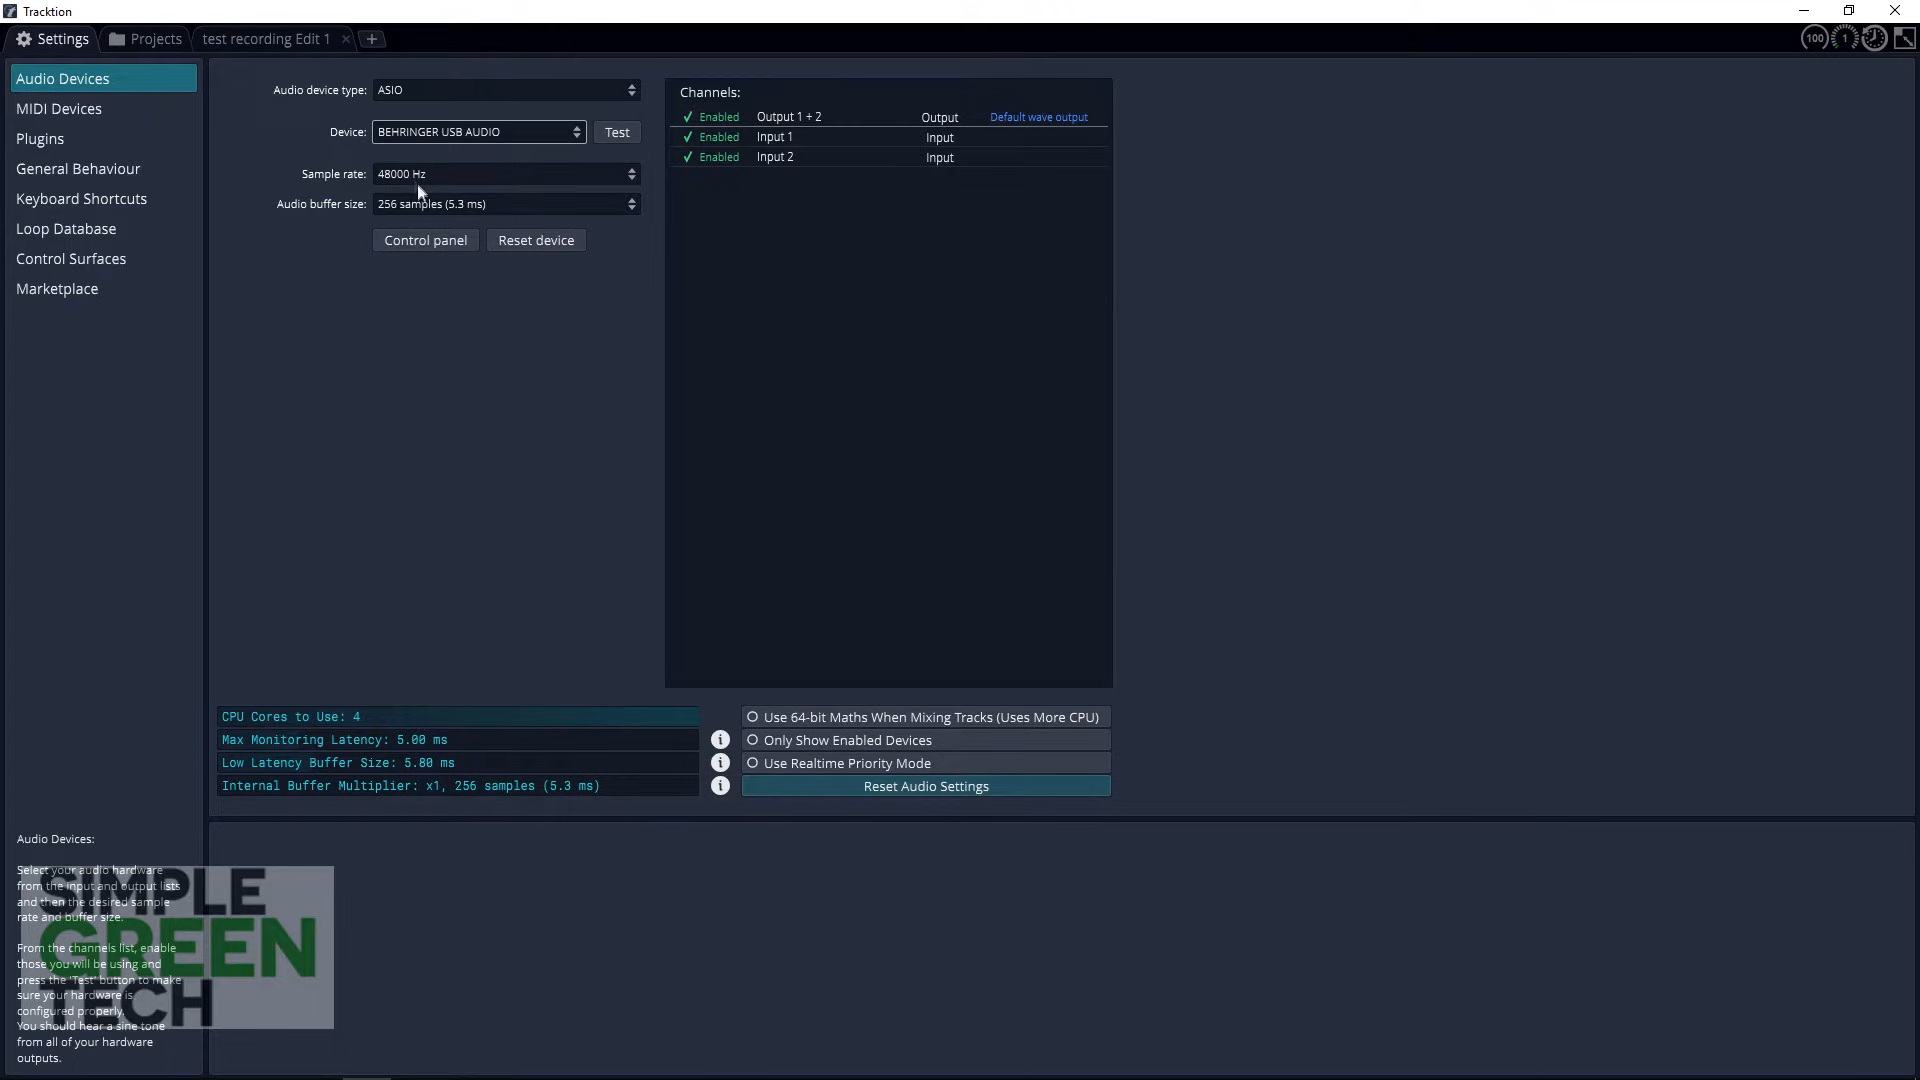 Tracktion
Settings
Projects
test recording Edit 1
100
1
Audio Devices
MIDI Devices
Plugins
General Behaviour
Keyboard Shortcuts
Loop Database
Control Surfaces
Marketplace
Audio device type: ASIO
Device: BEHRINGER USB AUDIO Test
Sample rate: 48000 Hz
Audio buffer size: 256 samples (5.3 ms)
Control panel Reset device
Channels:
Enabled Output 1 + 2 Output Default wave output
Enabled Input 1 Input
Enabled Input 2 Input
CPU Cores to Use: 4
Max Monitoring Latency: 5.00 ms
Low Latency Buffer Size: 5.80 ms
Internal Buffer Multiplier: x1, 256 samples (5.3 ms)
Use 64-bit Maths When Mixing Tracks (Uses More CPU)
Only Show Enabled Devices
Use Realtime Priority Mode
Reset Audio Settings
Audio Devices:
Select your audio hardware
from the input and output lists
and then the desired sample
rate and buffer size.
From the channels list, enable
those you will be using and
press the 'Test' button to make
sure your hardware is
configured properly.
You should hear a sine tone
from all of your hardware
outputs.
SIMPLE
GREEN
TECH